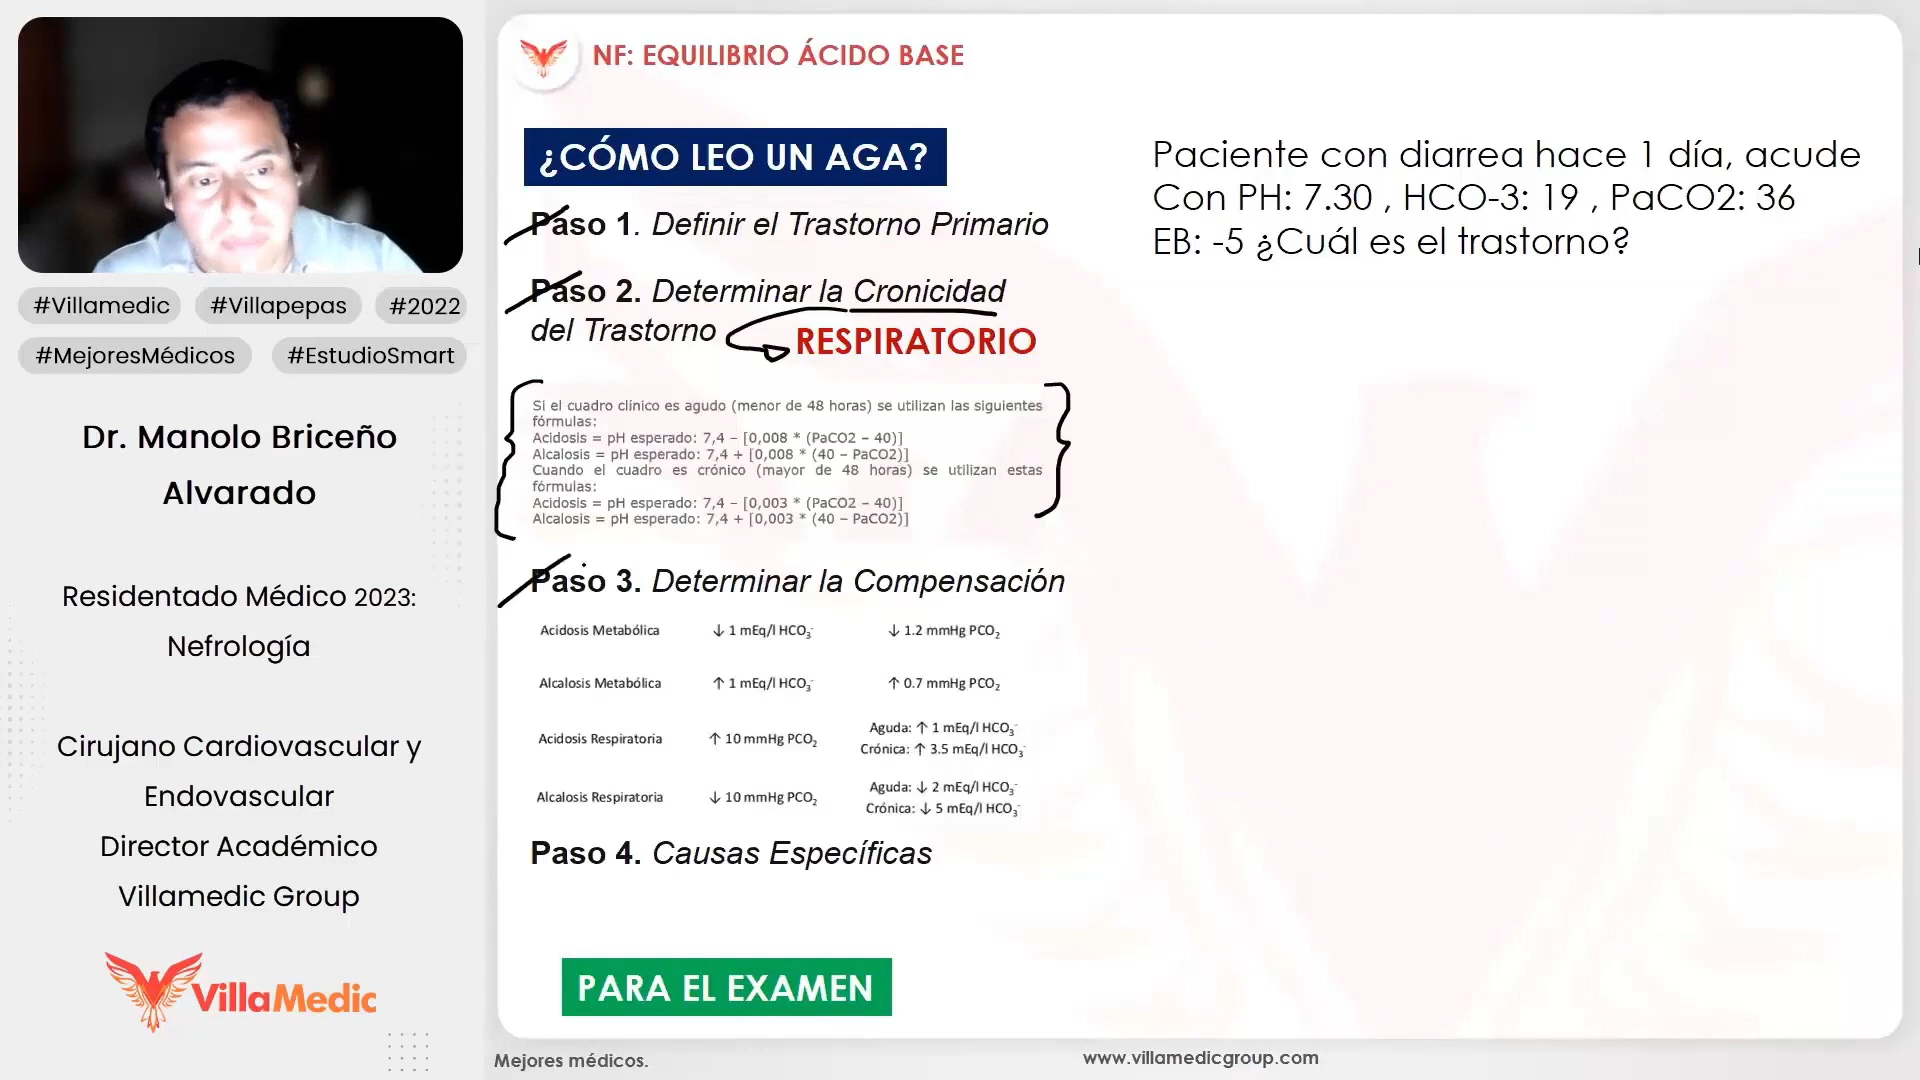 #Villamedic #Villapepas #2022
#MejoresMédicos #EstudioSmart
Dr. Manolo Briceño
Alvarado
Residentado Médico 2023:
Nefrología
Cirujano Cardiovascular y
Endovascular
Director Académico
Villamedic Group
VillaMedic
NF: EQUILIBRIO ÁCIDO BASE
¿CÓMO LEO UN AGA?
Paso 1. Definir el Trastorno Primario
Paso 2. Determinar la Cronicidad
del Trastorno RESPIRATORIO
Si el cuadro clínico es agudo (menor de 48 horas) se utilizan las siguientes
fórmulas:
Acidosis = pH esperado: 7,4 – [0,008 * (PaCO2 – 40)]
Alcalosis = pH esperado: 7,4 + [0,008 * (40 – PaCO2)]
Cuando el cuadro es crónico (mayor de 48 horas) se utilizan estas
fórmulas:
Acidosis = pH esperado: 7,4 – [0,003 * (PaCO2 – 40)]
Alcalosis = pH esperado: 7,4 + [0,003 * (40 – PaCO2)]
Paso 3. Determinar la Compensación
Acidosis Metabólica ↓ 1 mEq/l HCO₃⁻ ↓ 1.2 mmHg PCO₂
Alcalosis Metabólica ↑ 1 mEq/l HCO₃⁻ ↑ 0.7 mmHg PCO₂
Acidosis Respiratoria ↑ 10 mmHg PCO₂ Aguda: ↑ 1 mEq/l HCO₃⁻
Crónica: ↑ 3.5 mEq/l HCO₃⁻
Alcalosis Respiratoria ↓ 10 mmHg PCO₂ Aguda: ↓ 2 mEq/l HCO₃⁻
Crónica: ↓ 5 mEq/l HCO₃⁻
Paso 4. Causas Específicas
PARA EL EXAMEN
Paciente con diarrea hace 1 día, acude
Con PH: 7.30 , HCO-3: 19 , PaCO2: 36
EB: -5 ¿Cuál es el trastorno?
Mejores médicos.
www.villamedicgroup.com